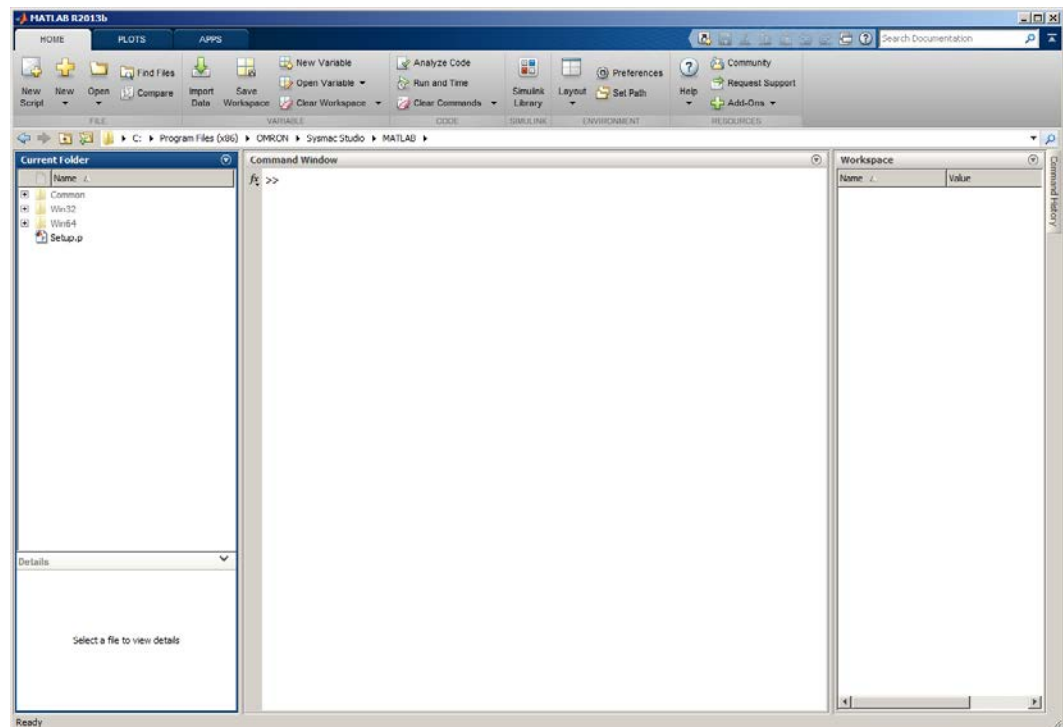 MATLAB R2013b
HOME PLOTS APPS Search Documentation
New Script New Open Find Files Compare Import Data Save Workspace New Variable Open Variable Clear Workspace Analyze Code Run and Time Clear Commands Simulink Library Layout Preferences Set Path Help Community Request Support Add-Ons
FILE VARIABLE CODE SIMULINK ENVIRONMENT RESOURCES
C: Program Files (x86) OMRON Sysmac Studio MATLAB
Current Folder
Name
Common
Win32
Win64
Setup.p
Details
Select a file to view details
Command Window
fx >>
Workspace
Name Value
Command History
Ready